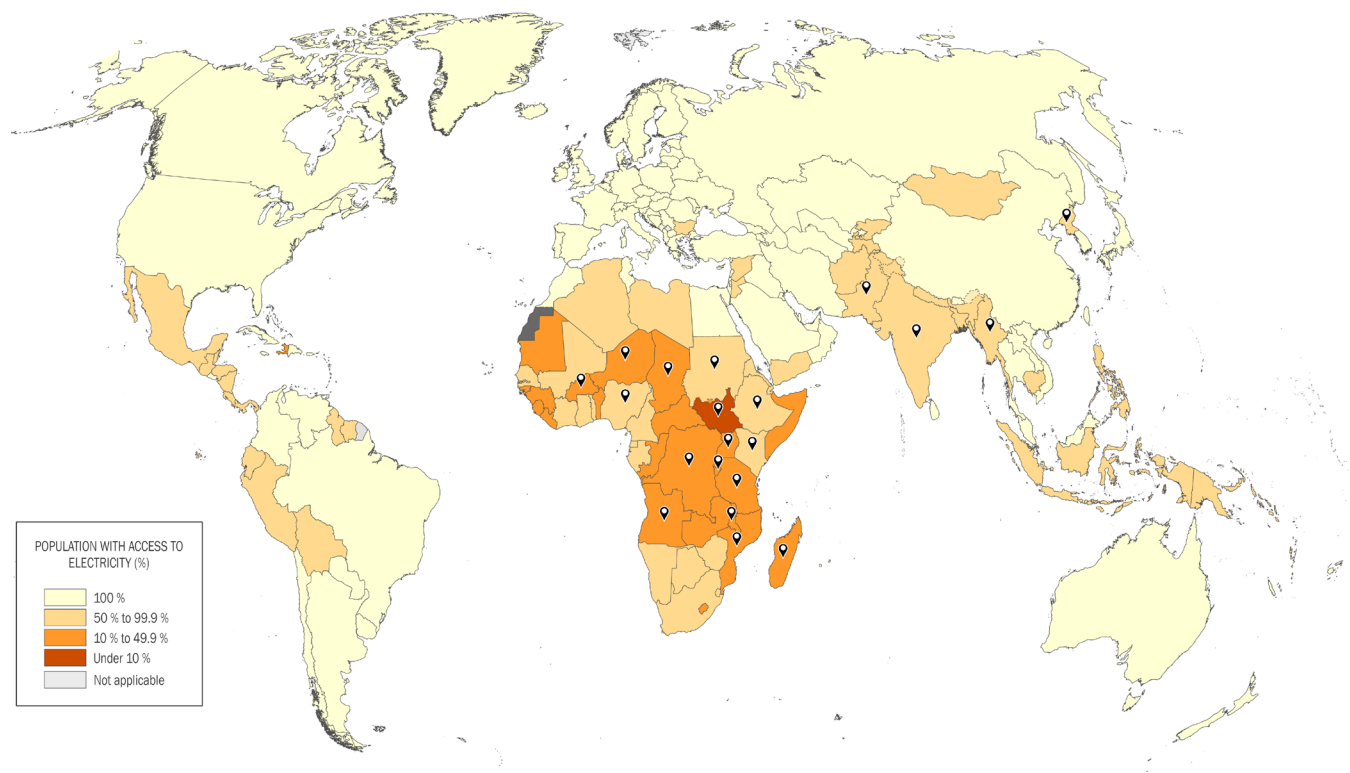 POPULATION WITH ACCESS TO
ELECTRICITY (%)
100 %
50 % to 99.9 %
10 % to 49.9 %
Under 10 %
Not applicable